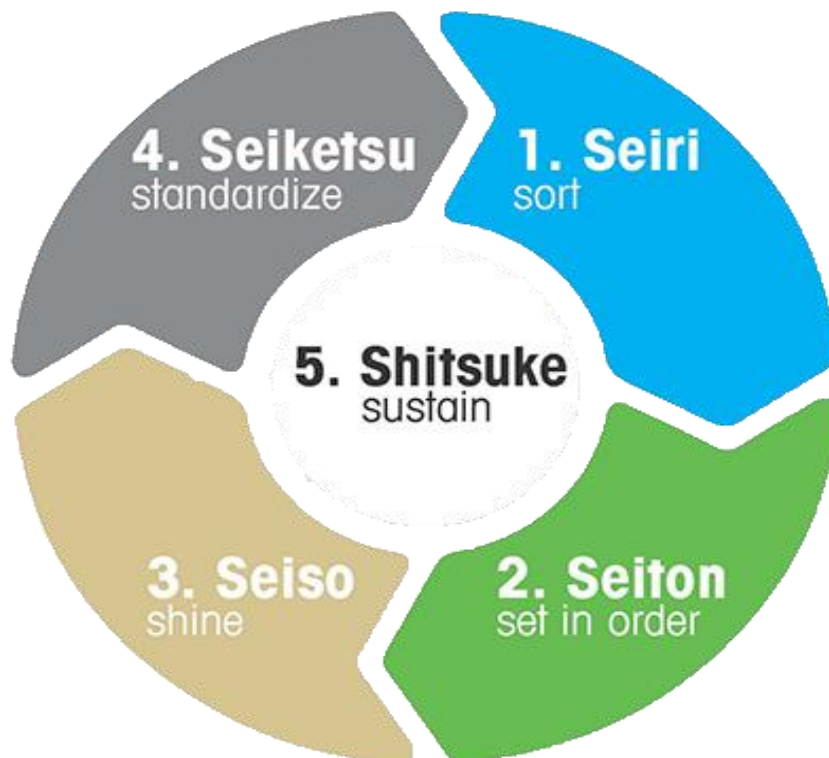 1. Seiri
sort
2. Seiton
set in order
3. Seiso
shine
4. Seiketsu
standardize
5. Shitsuke
sustain